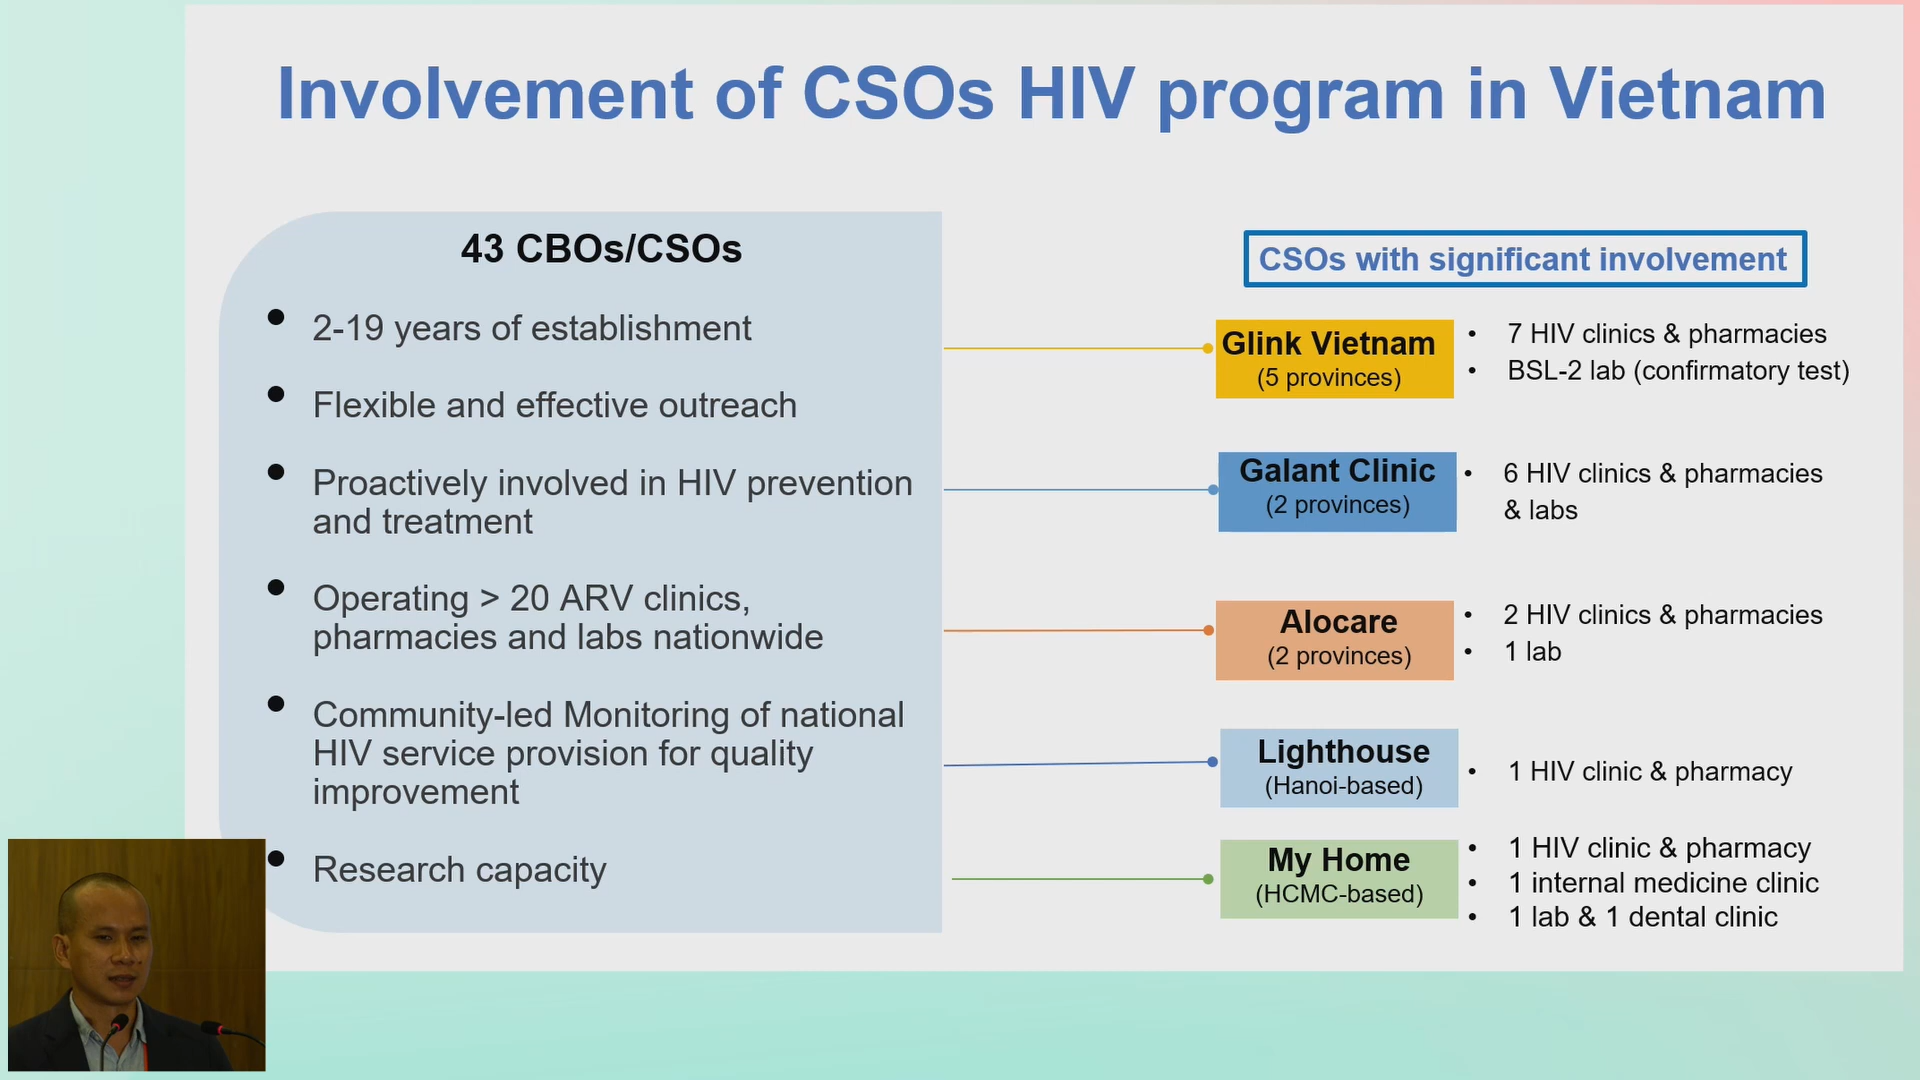 Involvement of CSOs HIV program in Vietnam
43 CBOs/CSOs
• 2-19 years of establishment
• Flexible and effective outreach
• Proactively involved in HIV prevention
and treatment
• Operating > 20 ARV clinics,
pharmacies and labs nationwide
• Community-led Monitoring of national
HIV service provision for quality
improvement
• Research capacity
CSOs with significant involvement
Glink Vietnam
(5 provinces)
• 7 HIV clinics & pharmacies
• BSL-2 lab (confirmatory test)
Galant Clinic
(2 provinces)
• 6 HIV clinics & pharmacies
& labs
Alocare
(2 provinces)
• 2 HIV clinics & pharmacies
• 1 lab
Lighthouse
(Hanoi-based)
• 1 HIV clinic & pharmacy
My Home
(HCMC-based)
• 1 HIV clinic & pharmacy
• 1 internal medicine clinic
• 1 lab & 1 dental clinic